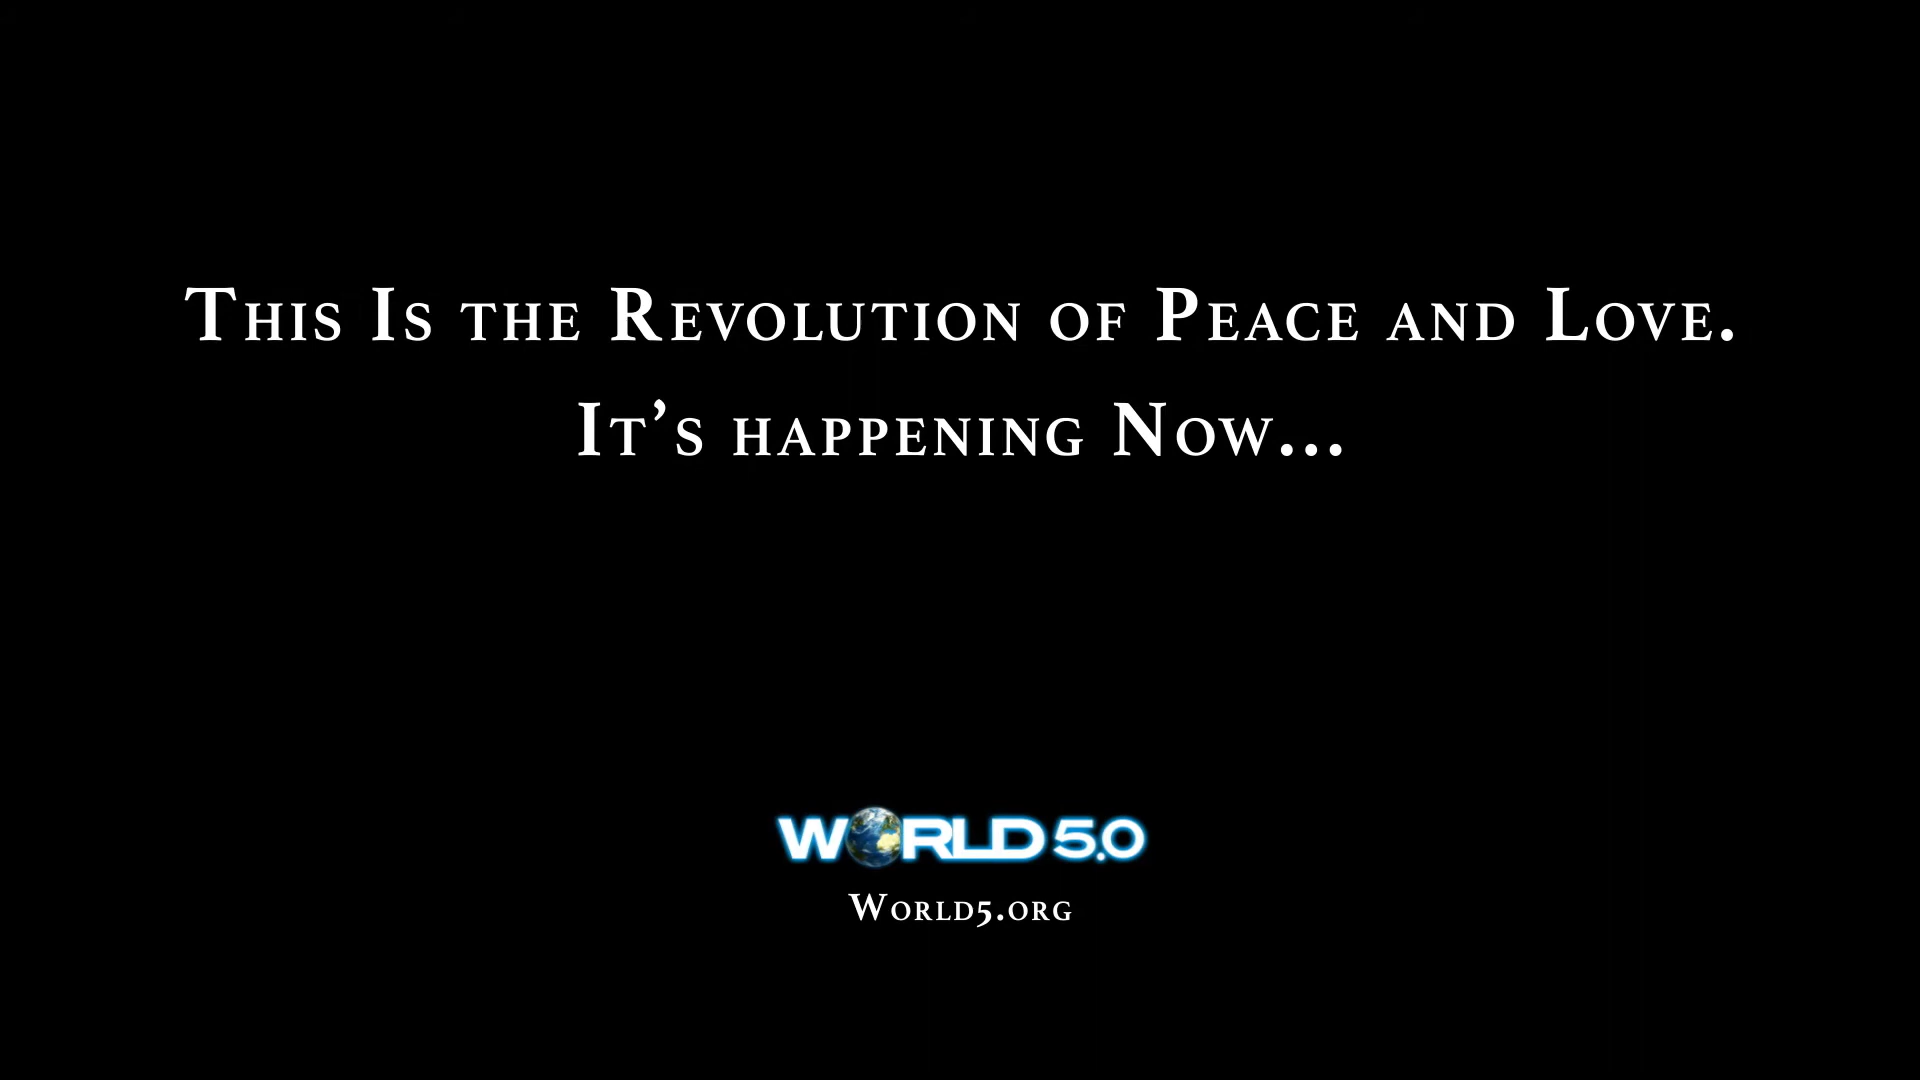 This Is the Revolution of Peace and Love.
It’s happening Now...
WORLD 5.0
World5.org